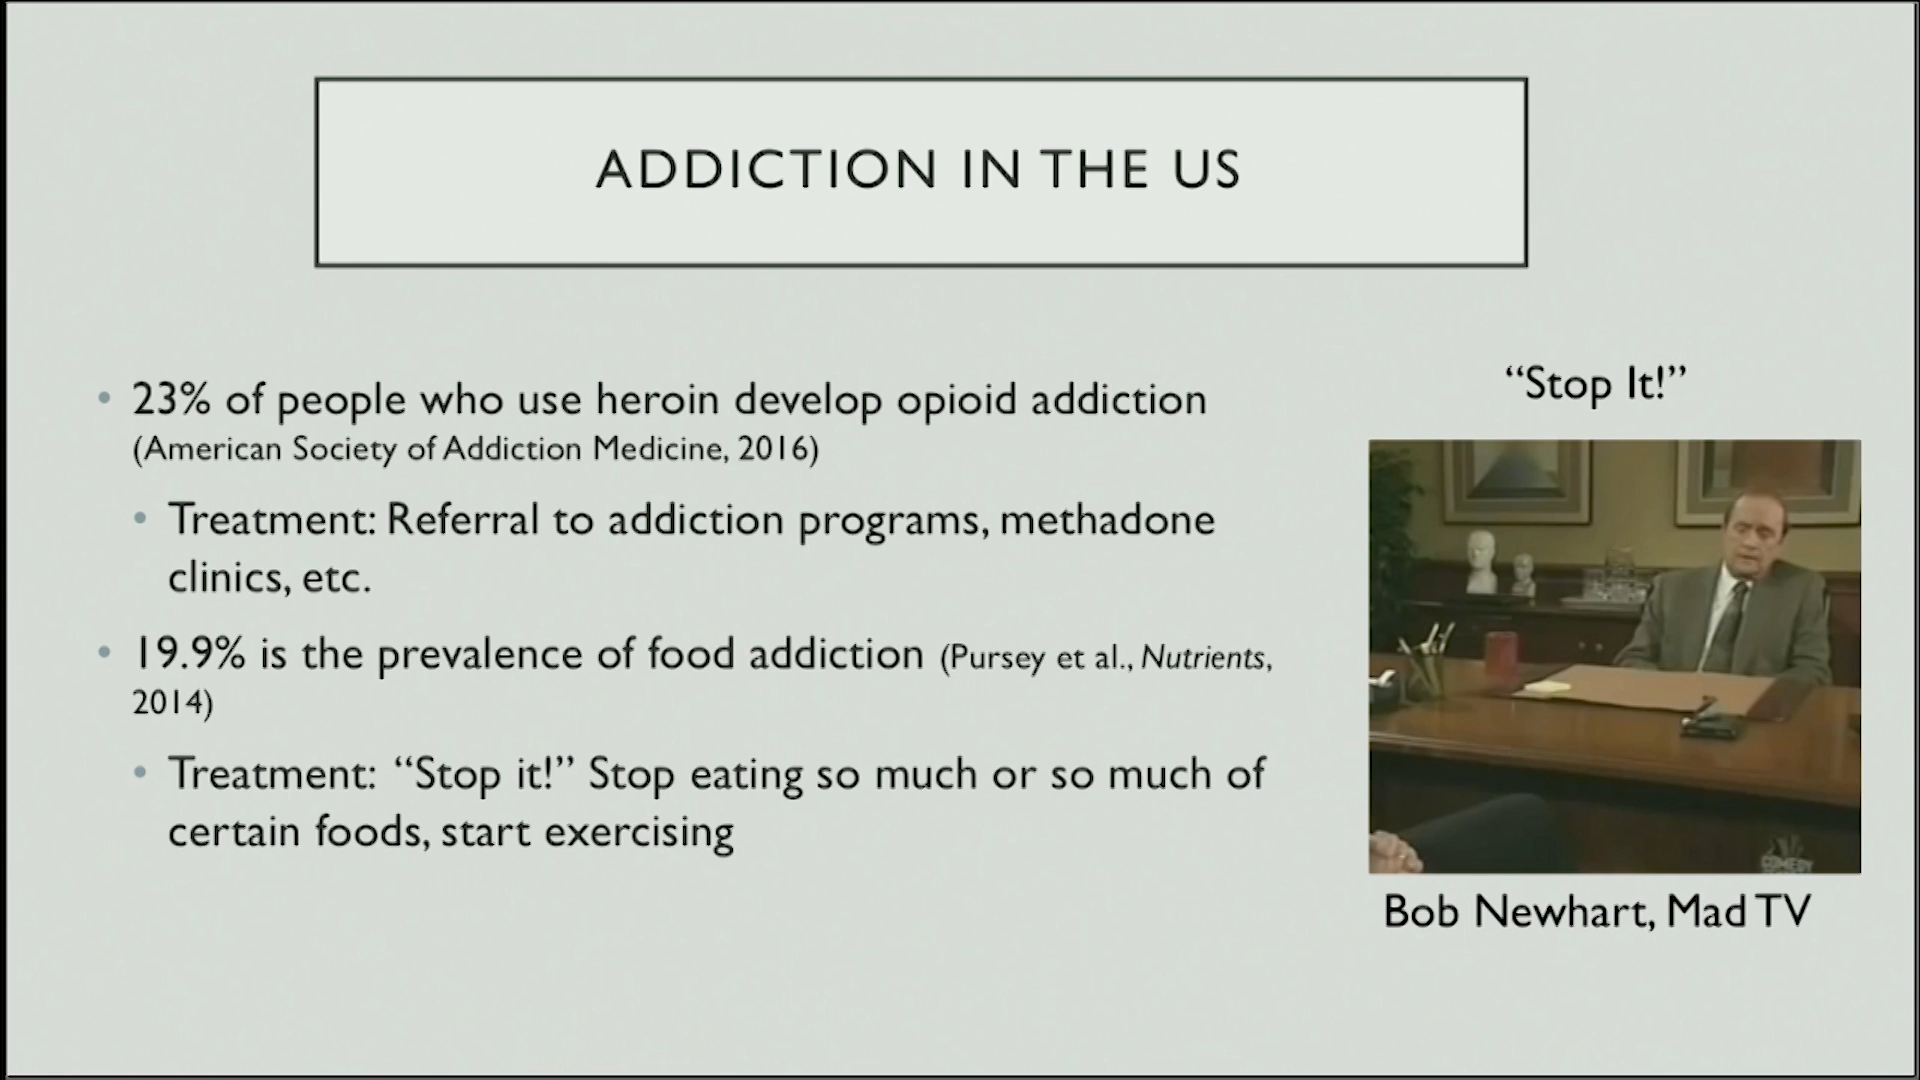 ADDICTION IN THE US
• 23% of people who use heroin develop opioid addiction
(American Society of Addiction Medicine, 2016)
• Treatment: Referral to addiction programs, methadone
clinics, etc.
• 19.9% is the prevalence of food addiction (Pursey et al., Nutrients,
2014)
• Treatment: “Stop it!” Stop eating so much or so much of
certain foods, start exercising
“Stop It!”
COMEDY
Bob Newhart, Mad TV